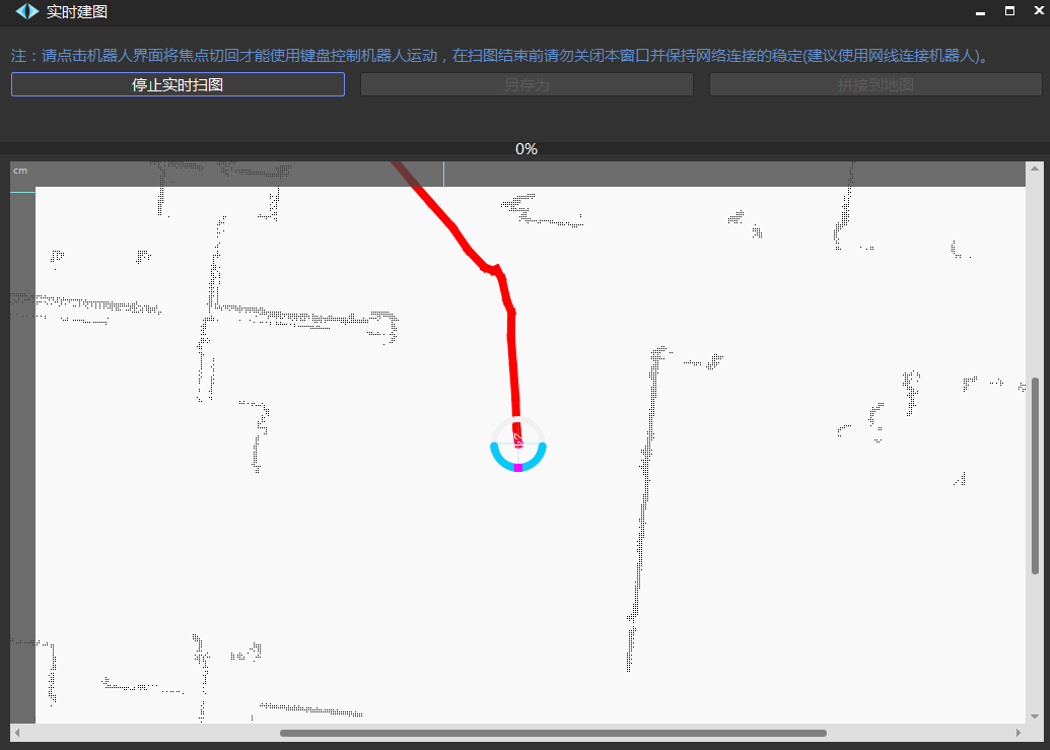 实时建图
注：请点击机器人界面将焦点切回才能使用键盘控制机器人运动，在扫图结束前请勿关闭本窗口并保持网络连接的稳定(建议使用网线连接机器人)。
停止实时扫图
另存为
拼接到地图
0%
cm